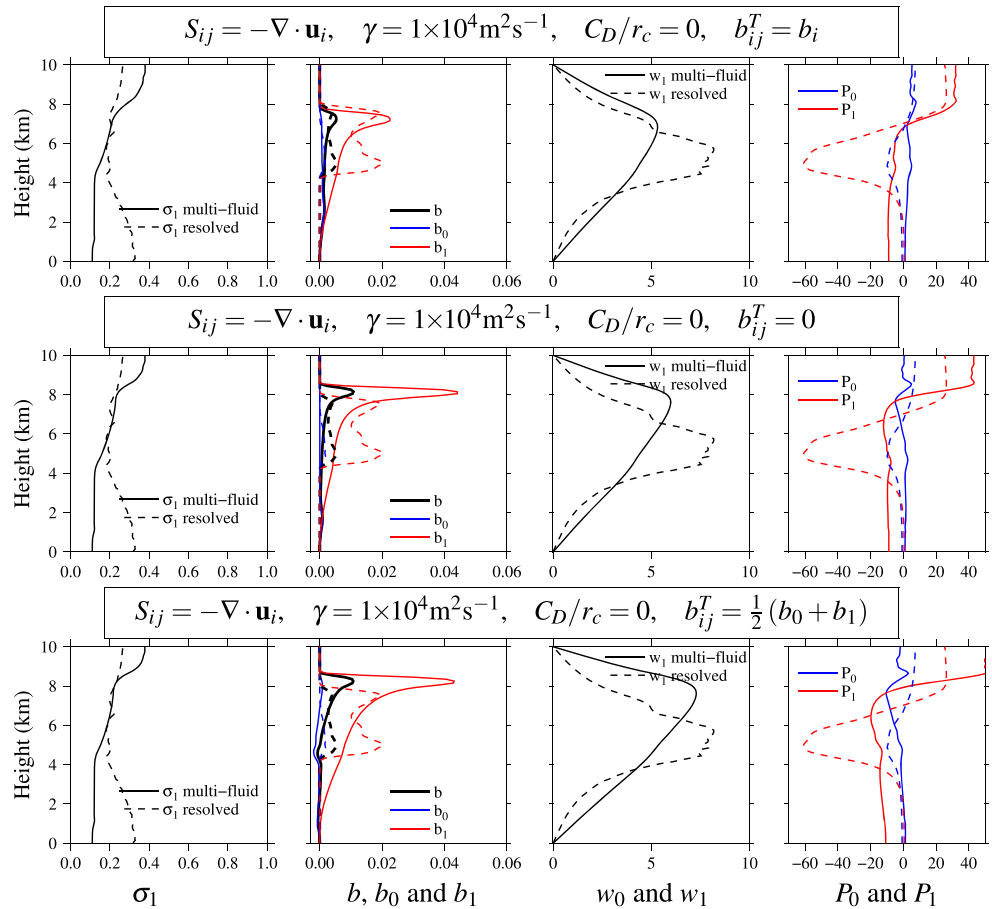 S_ij = −∇ · u_i, γ = 1×10⁴m²s⁻¹, C_D/r_c = 0, b^T_ij = b_i
Height (km)
10
8
6
4
2
0
σ₁ multi−fluid
σ₁ resolved
0.0 0.2 0.4 0.6 0.8 1.0
b
b₀
b₁
0.00 0.02 0.04 0.06
w₁ multi−fluid
w₁ resolved
0 5 10
P₀
P₁
−60 −40 −20 0 20 40
S_ij = −∇ · u_i, γ = 1×10⁴m²s⁻¹, C_D/r_c = 0, b^T_ij = 0
Height (km)
10
8
6
4
2
0
σ₁ multi−fluid
σ₁ resolved
0.0 0.2 0.4 0.6 0.8 1.0
b
b₀
b₁
0.00 0.02 0.04 0.06
w₁ multi−fluid
w₁ resolved
0 5 10
P₀
P₁
−60 −40 −20 0 20 40
S_ij = −∇ · u_i, γ = 1×10⁴m²s⁻¹, C_D/r_c = 0, b^T_ij = ½ (b₀ + b₁)
Height (km)
10
8
6
4
2
0
σ₁ multi−fluid
σ₁ resolved
0.0 0.2 0.4 0.6 0.8 1.0
b
b₀
b₁
0.00 0.02 0.04 0.06
w₁ multi−fluid
w₁ resolved
0 5 10
P₀
P₁
−60 −40 −20 0 20 40
σ₁
b, b₀ and b₁
w₀ and w₁
P₀ and P₁